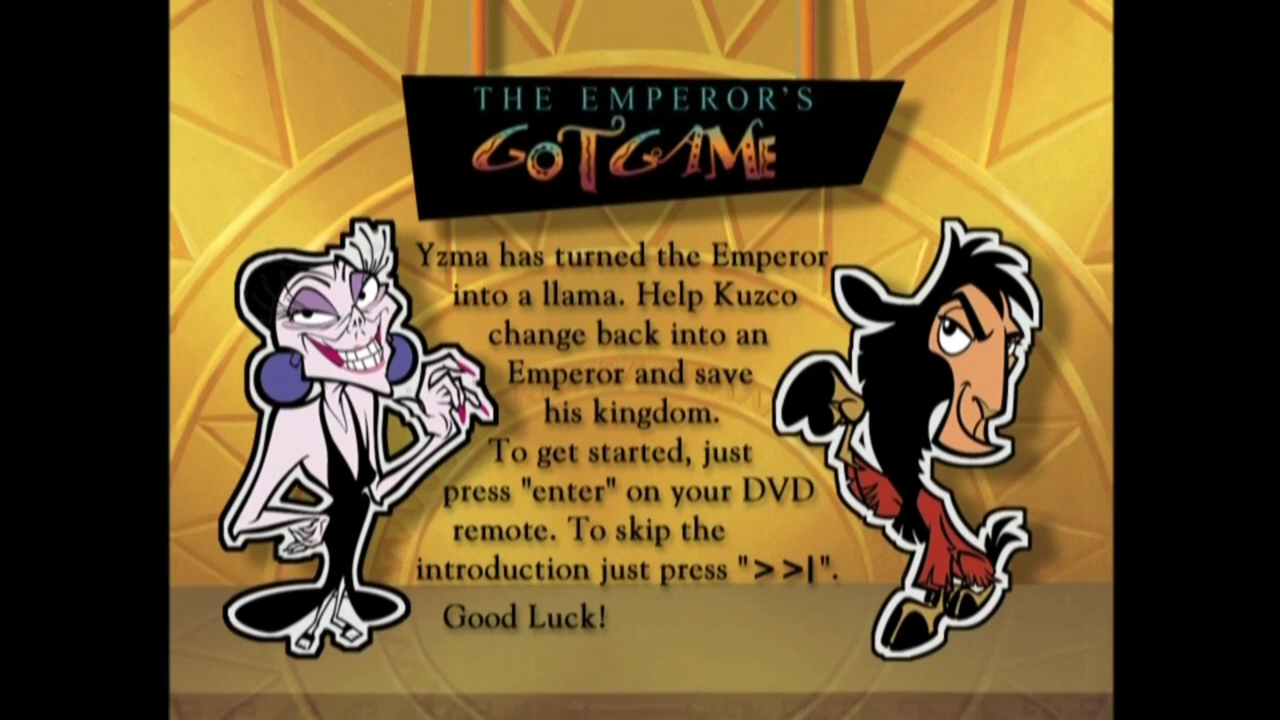 THE EMPEROR'S
GOT GAME
Yzma has turned the Emperor
into a llama. Help Kuzco
change back into an
Emperor and save
his kingdom.
To get started, just
press "enter" on your DVD
remote. To skip the
introduction just press ">>|".
Good Luck!